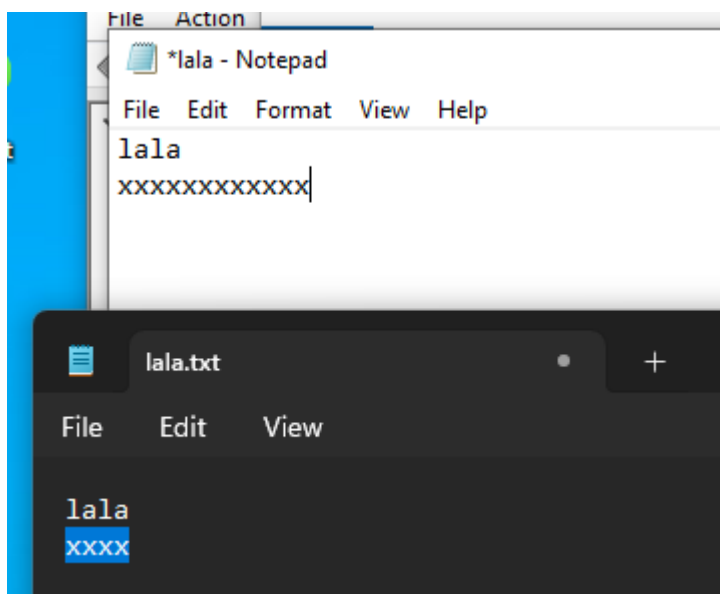 File Action
*lala - Notepad
File Edit Format View Help
lala
xxxxxxxxxxxx
lala.txt
File Edit View
lala
xxxx